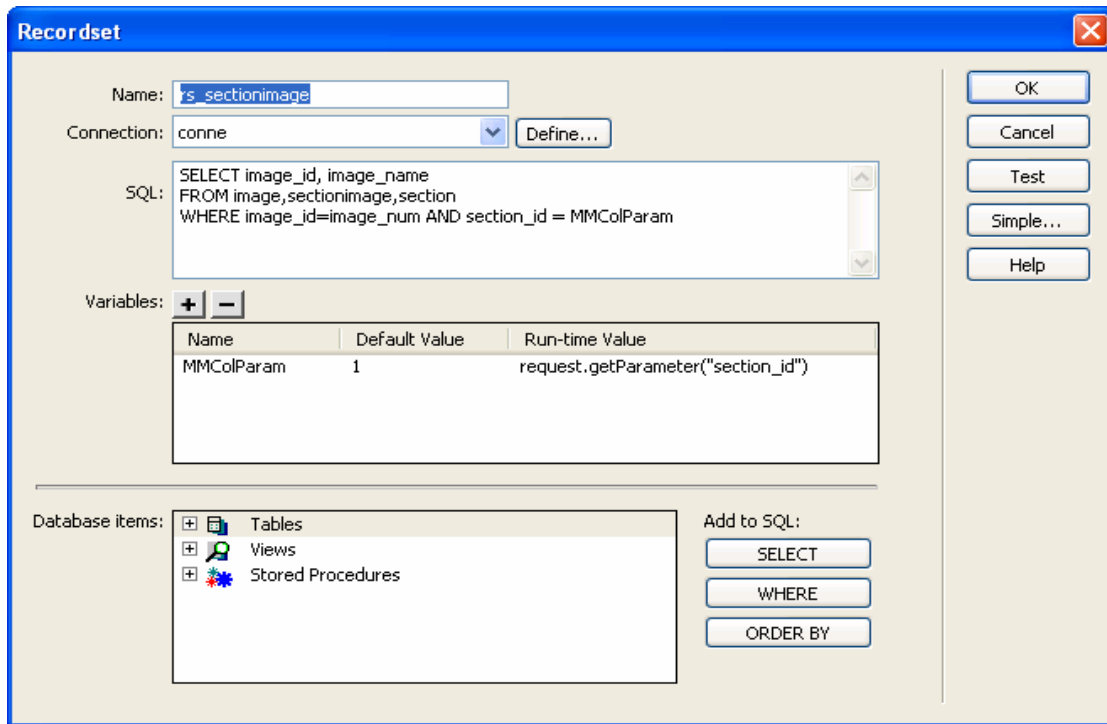 Recordset
Name: rs_sectionimage
Connection: conne Define...
SQL: SELECT image_id, image_name
FROM image,sectionimage,section
WHERE image_id=image_num AND section_id = MMColParam
Variables: + −
Name Default Value Run-time Value
MMColParam 1 request.getParameter("section_id")
Database items: Tables
Views
Stored Procedures
Add to SQL:
SELECT
WHERE
ORDER BY
OK
Cancel
Test
Simple...
Help